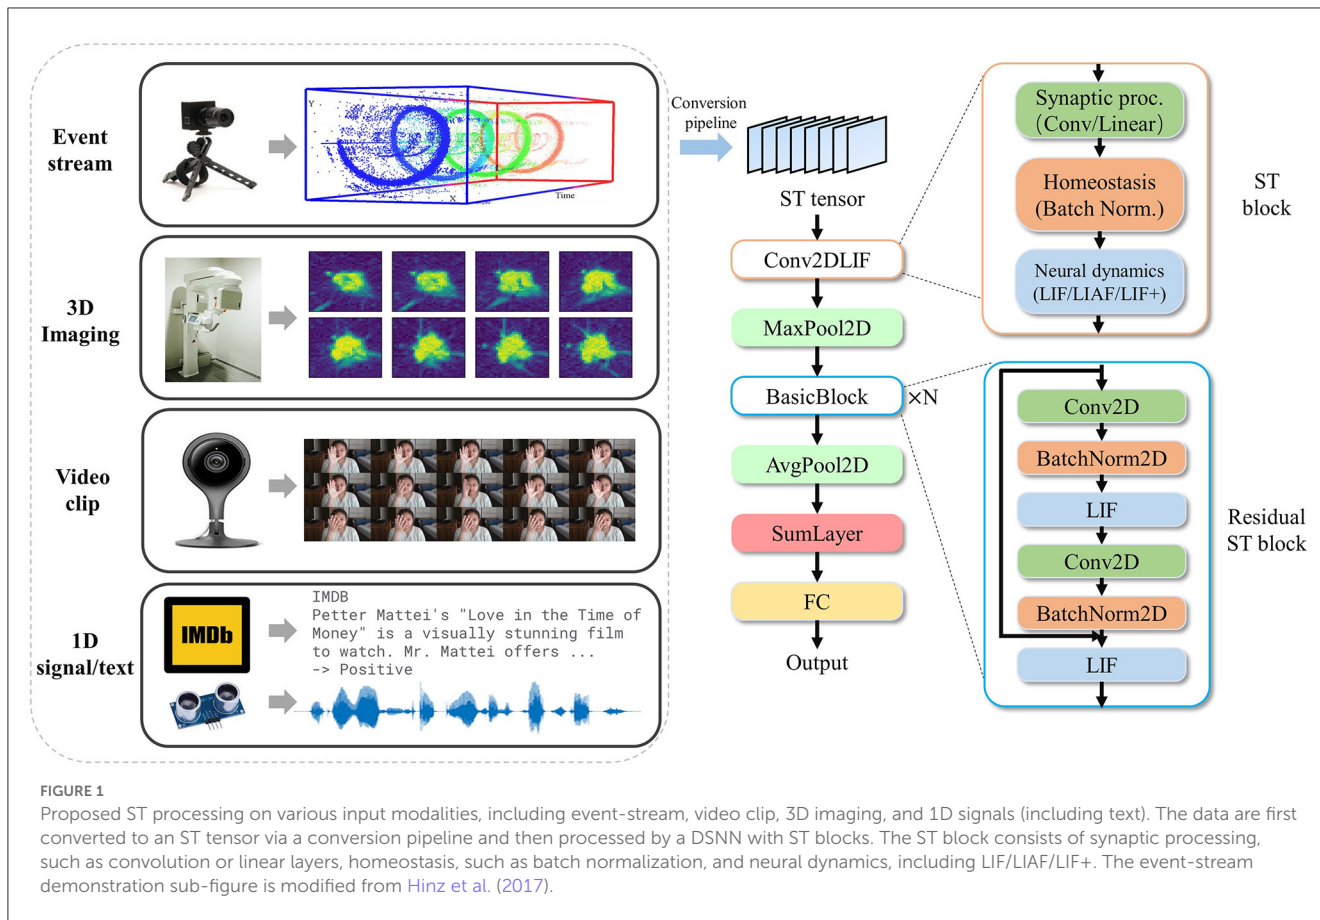 Event
stream
Y
X
Time
3D
Imaging
Video
clip
1D
signal/text
IMDb
IMDB
Petter Mattei's "Love in the Time of
Money" is a visually stunning film
to watch. Mr. Mattei offers ...
-> Positive
Conversion
pipeline
ST tensor
Conv2DLIF
MaxPool2D
BasicBlock
×N
AvgPool2D
SumLayer
FC
Output
Synaptic proc.
(Conv/Linear)
Homeostasis
(Batch Norm.)
Neural dynamics
(LIF/LIAF/LIF+)
ST
block
Conv2D
BatchNorm2D
LIF
Conv2D
BatchNorm2D
LIF
Residual
ST block
FIGURE 1
Proposed ST processing on various input modalities, including event-stream, video clip, 3D imaging, and 1D signals (including text). The data are first
converted to an ST tensor via a conversion pipeline and then processed by a DSNN with ST blocks. The ST block consists of synaptic processing,
such as convolution or linear layers, homeostasis, such as batch normalization, and neural dynamics, including LIF/LIAF/LIF+. The event-stream
demonstration sub-figure is modified from Hinz et al. (2017).